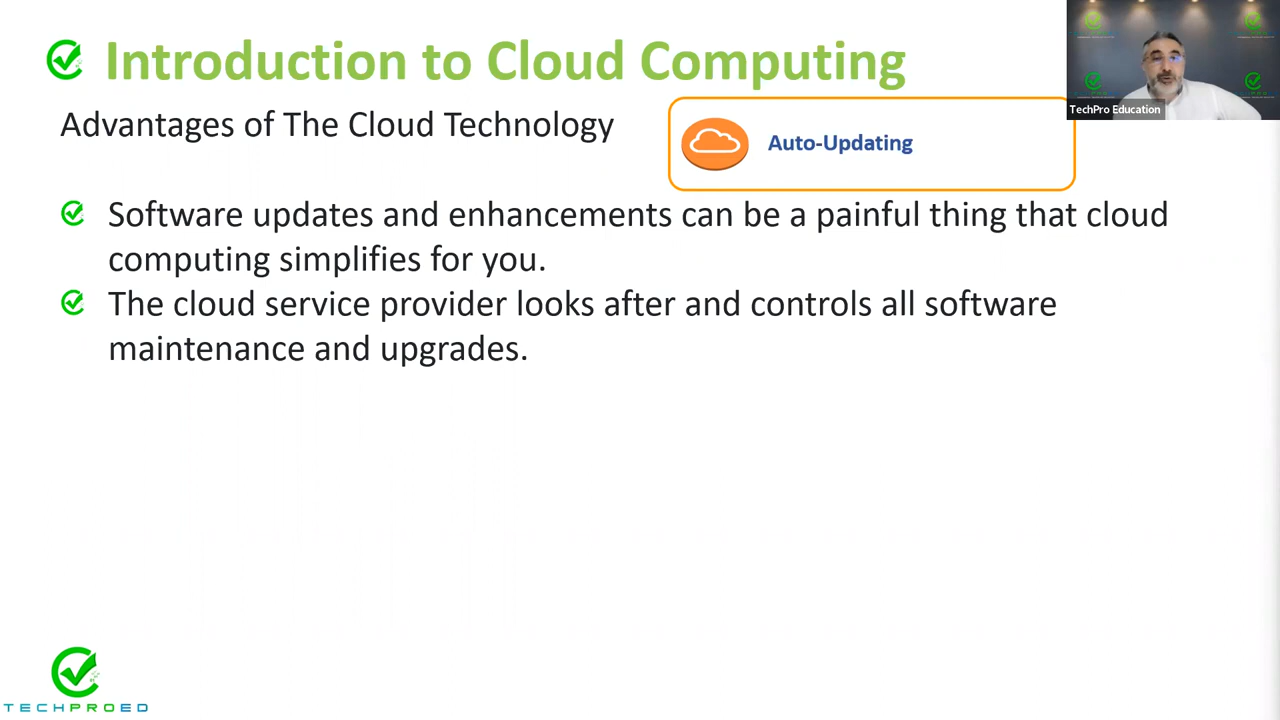 Introduction to Cloud Computing
TechPro Education
Advantages of The Cloud Technology
Auto-Updating
Software updates and enhancements can be a painful thing that cloud
computing simplifies for you.
The cloud service provider looks after and controls all software
maintenance and upgrades.
TECHPROED